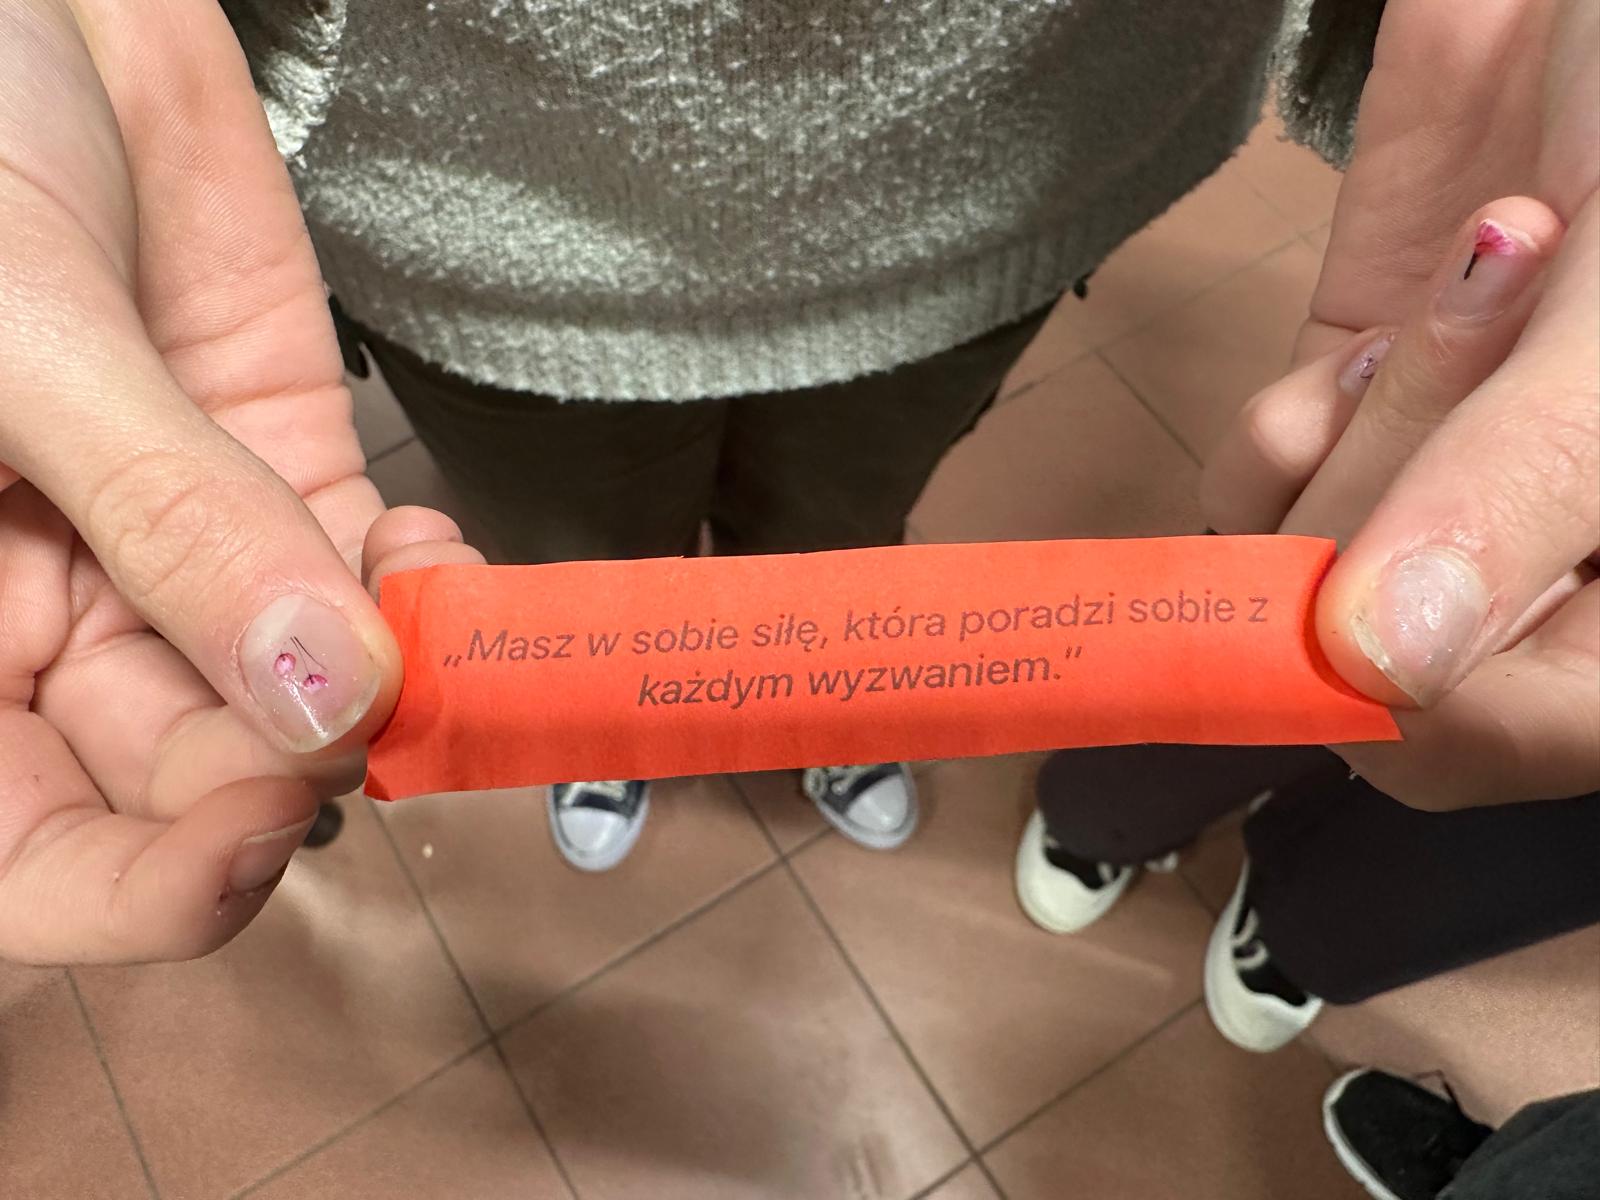 „Masz w sobie siłę, która poradzi sobie z
każdym wyzwaniem."